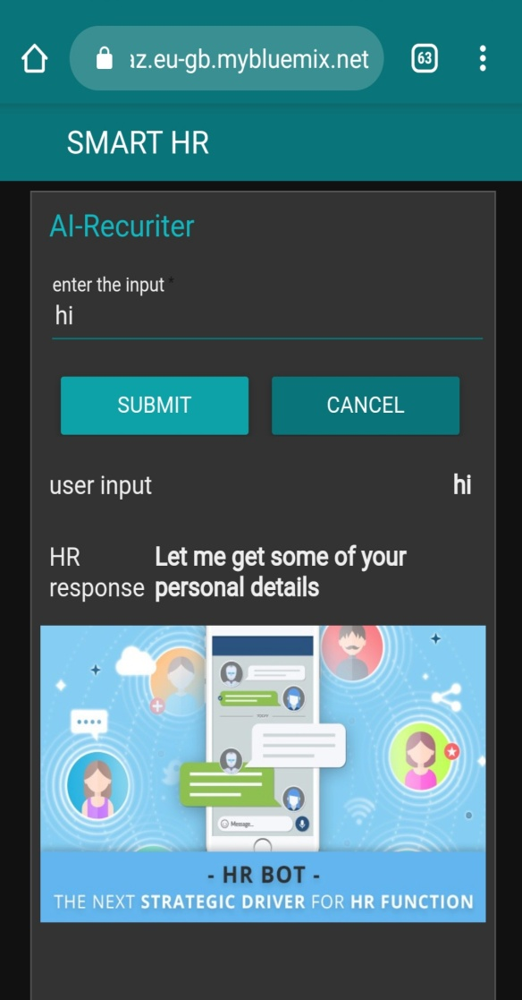 az.eu-gb.mybluemix.net
63
SMART HR
AI-Recuriter
enter the input *
hi
SUBMIT CANCEL
user input hi
HR response Let me get some of your personal details
Message_
- HR BOT -
THE NEXT STRATEGIC DRIVER FOR HR FUNCTION